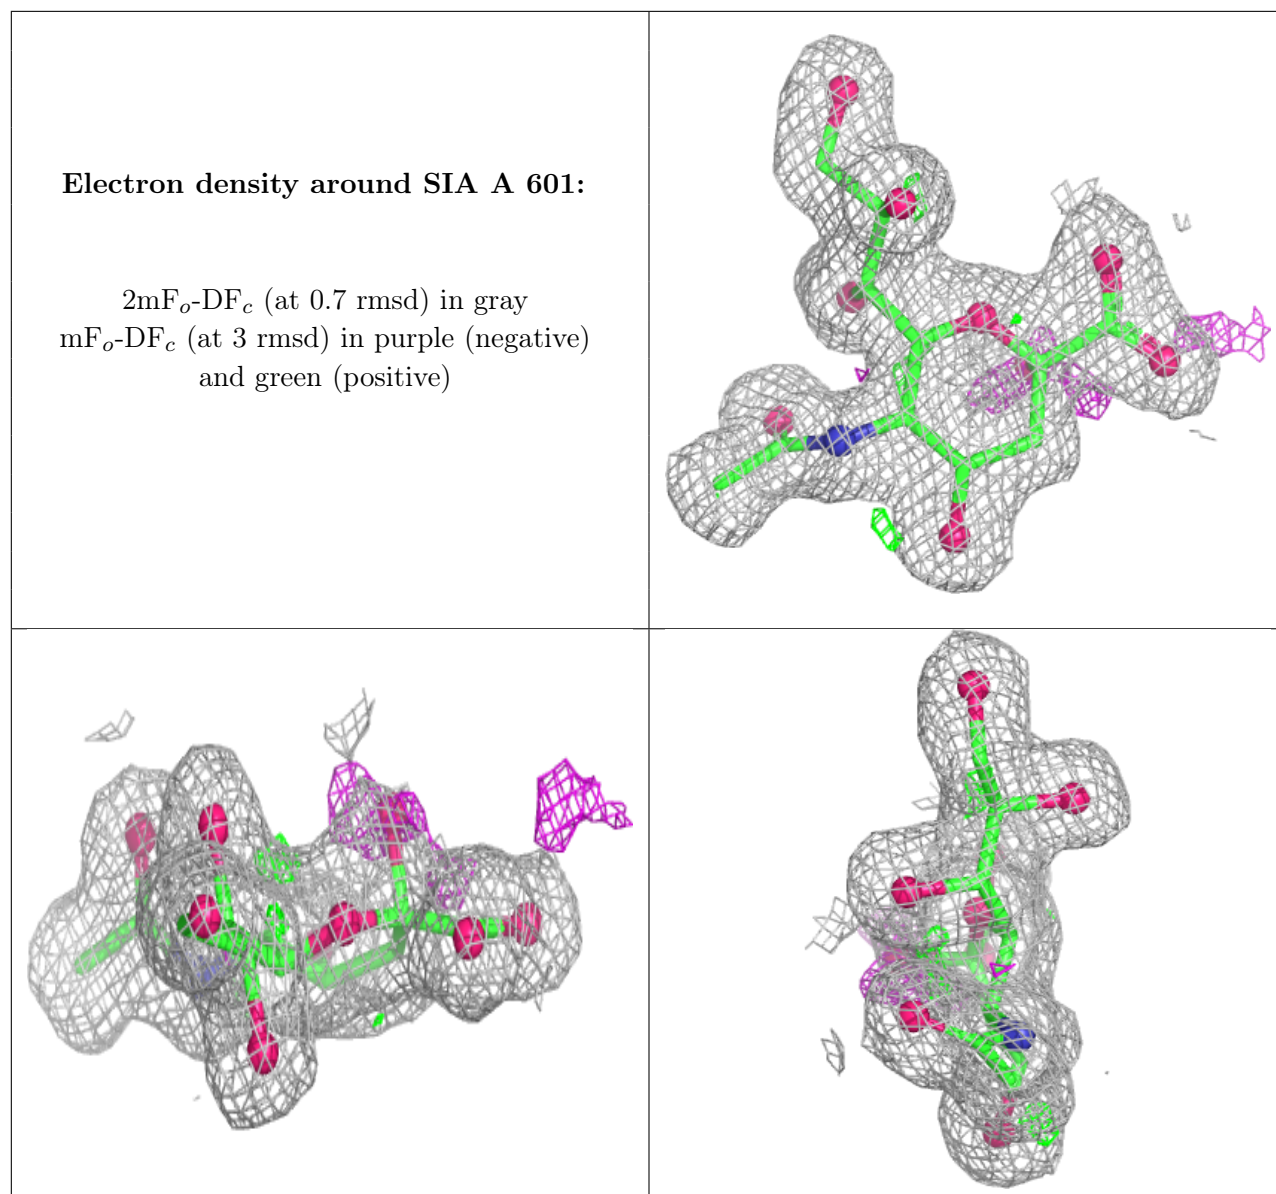 Electron density around SIA A 601:
2mFo-DFc (at 0.7 rmsd) in gray
mFo-DFc (at 3 rmsd) in purple (negative)
and green (positive)